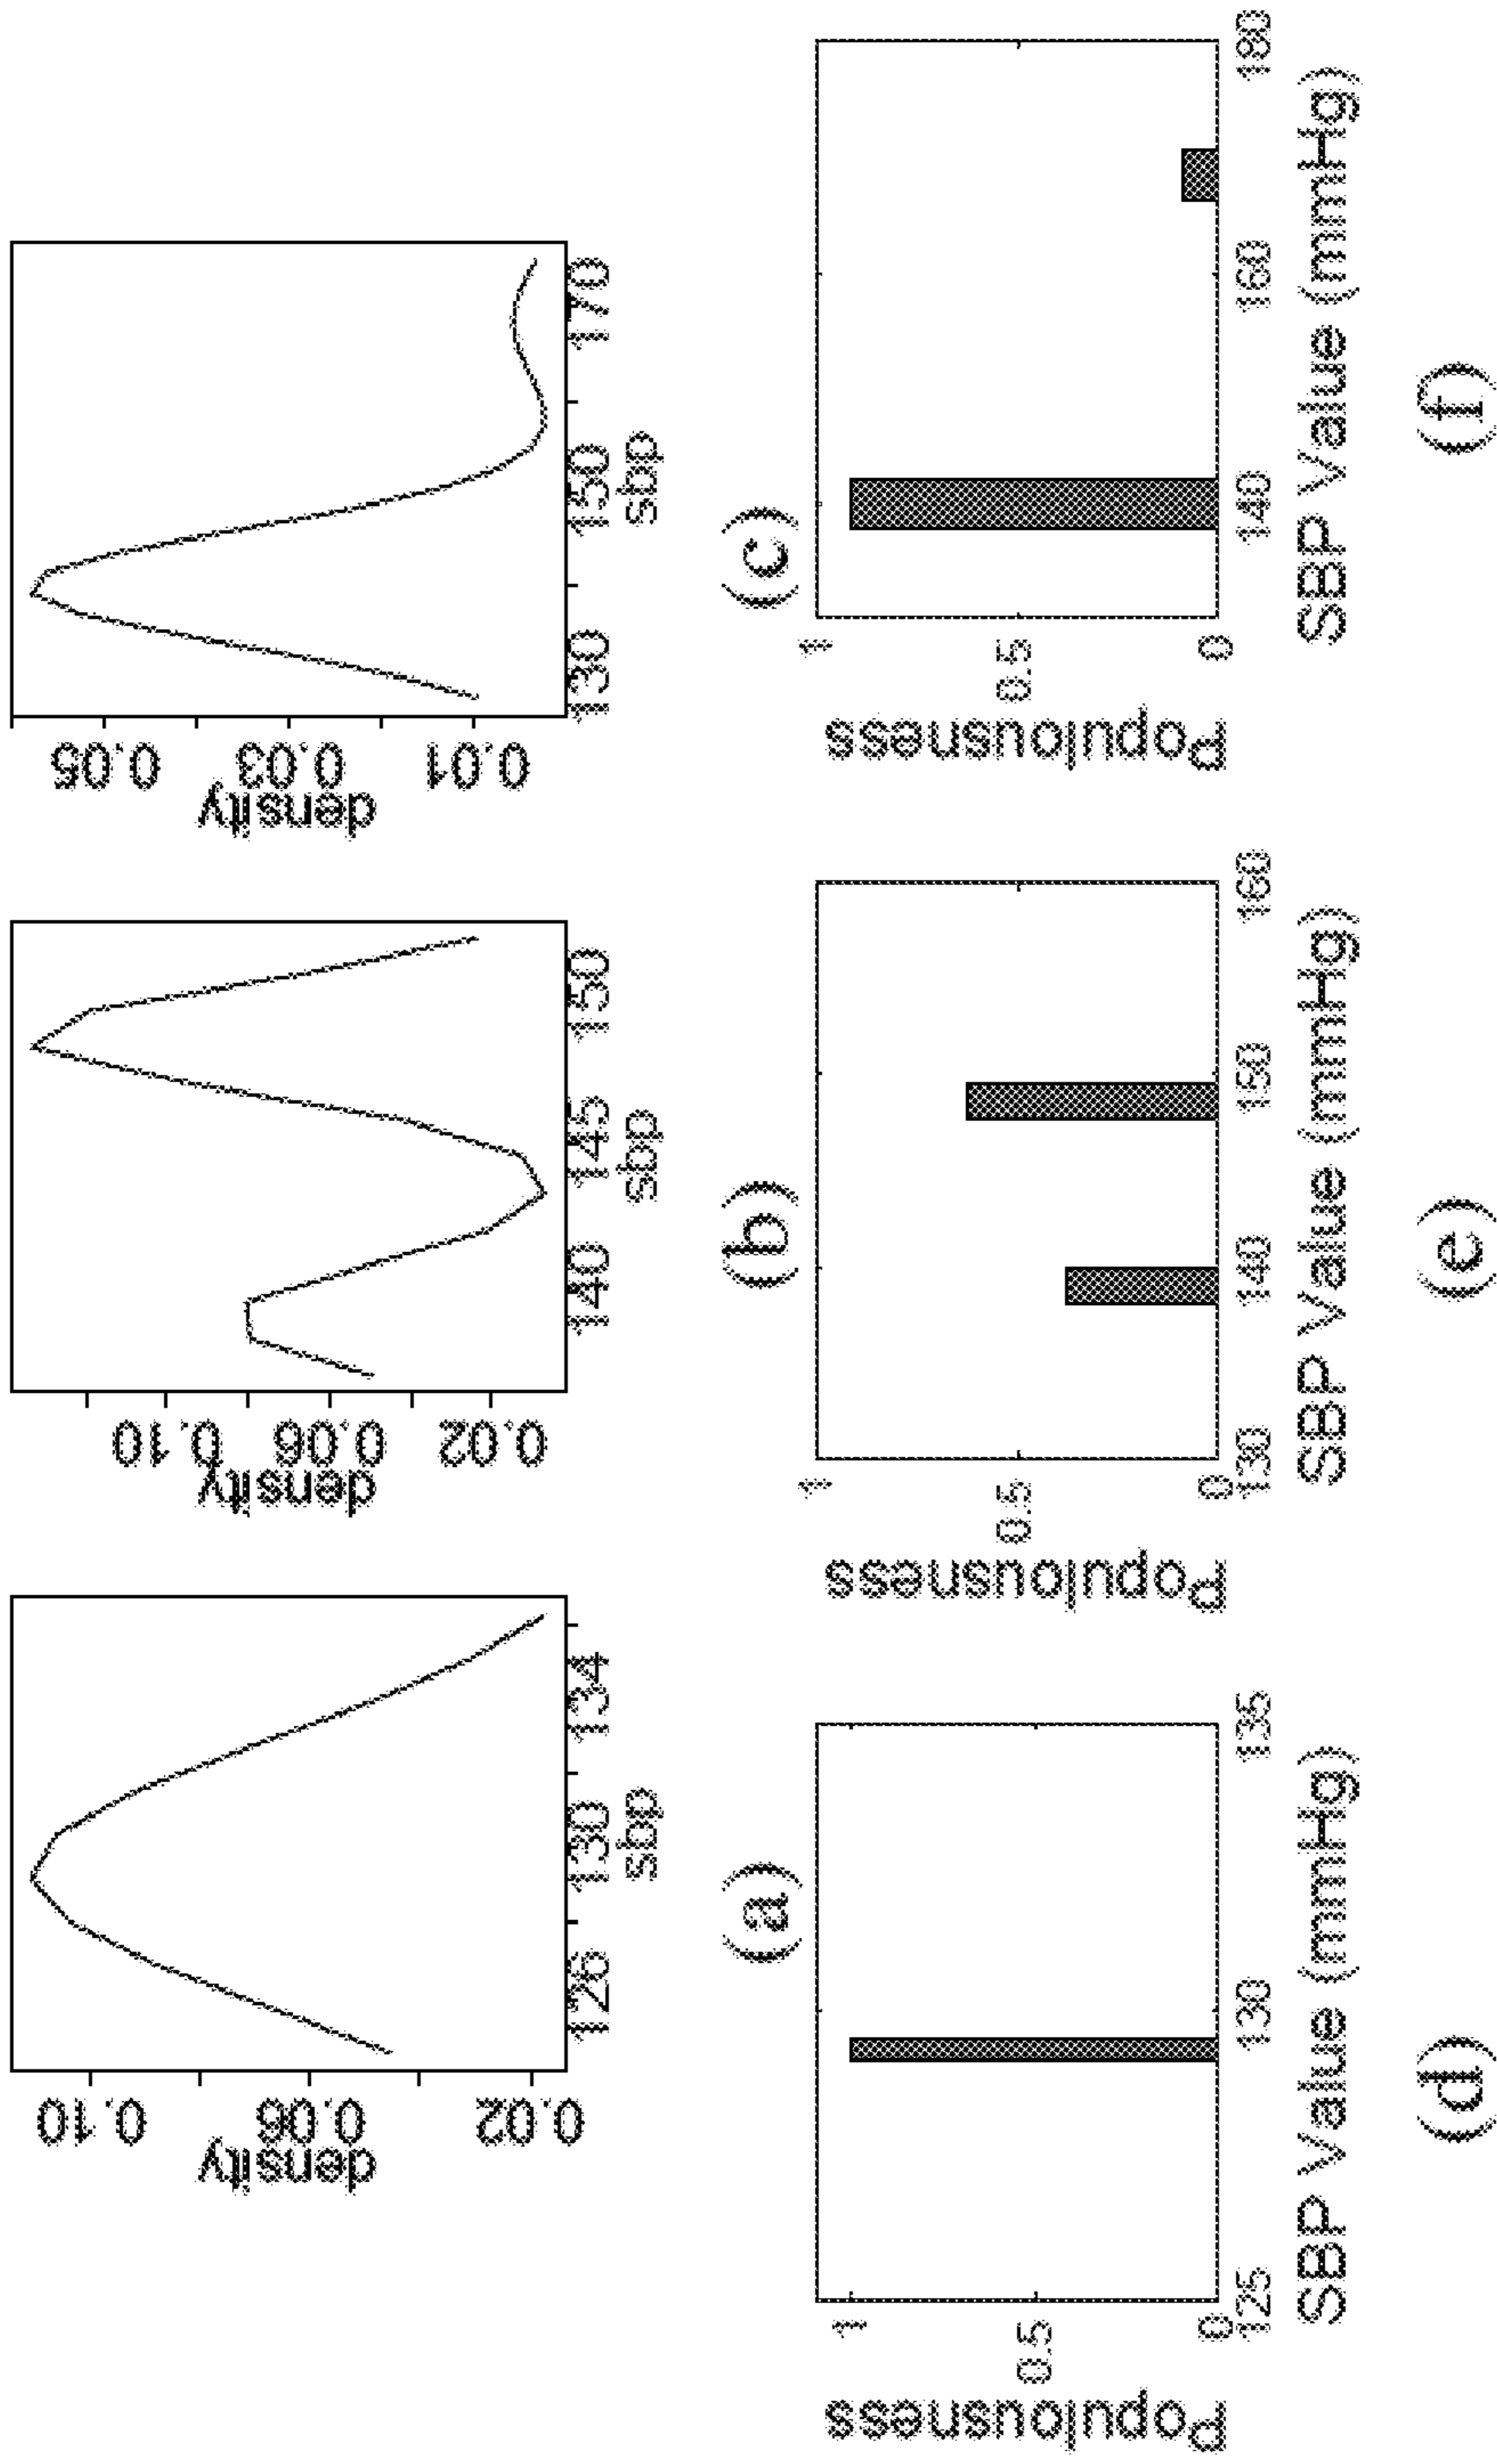 density
0.10
0.06
0.02
126
130
134
sbp
(a)
density
0.10
0.06
0.02
140
145
150
sbp
(b)
density
0.05
0.03
0.01
130
150
170
sbp
(c)
Populousness
1
0.5
0
125
130
135
SBP Value (mmHg)
(d)
Populousness
1
0.5
0
130
140
150
160
SBP Value (mmHg)
(e)
Populousness
1
0.5
0
140
160
180
SBP Value (mmHg)
(f)